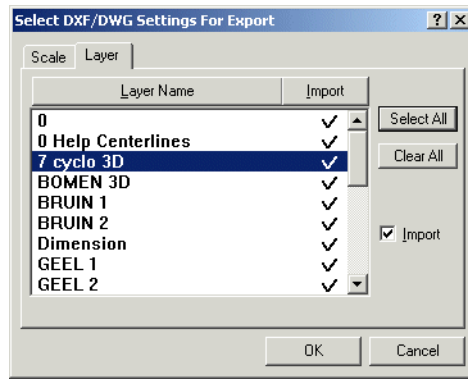 Select DXF/DWG Settings For Export
Scale Layer
Layer Name Import
0
0 Help Centerlines
7 cyclo 3D
BOMEN 3D
BRUIN 1
BRUIN 2
Dimension
GEEL 1
GEEL 2
Select All
Clear All
Import
OK Cancel